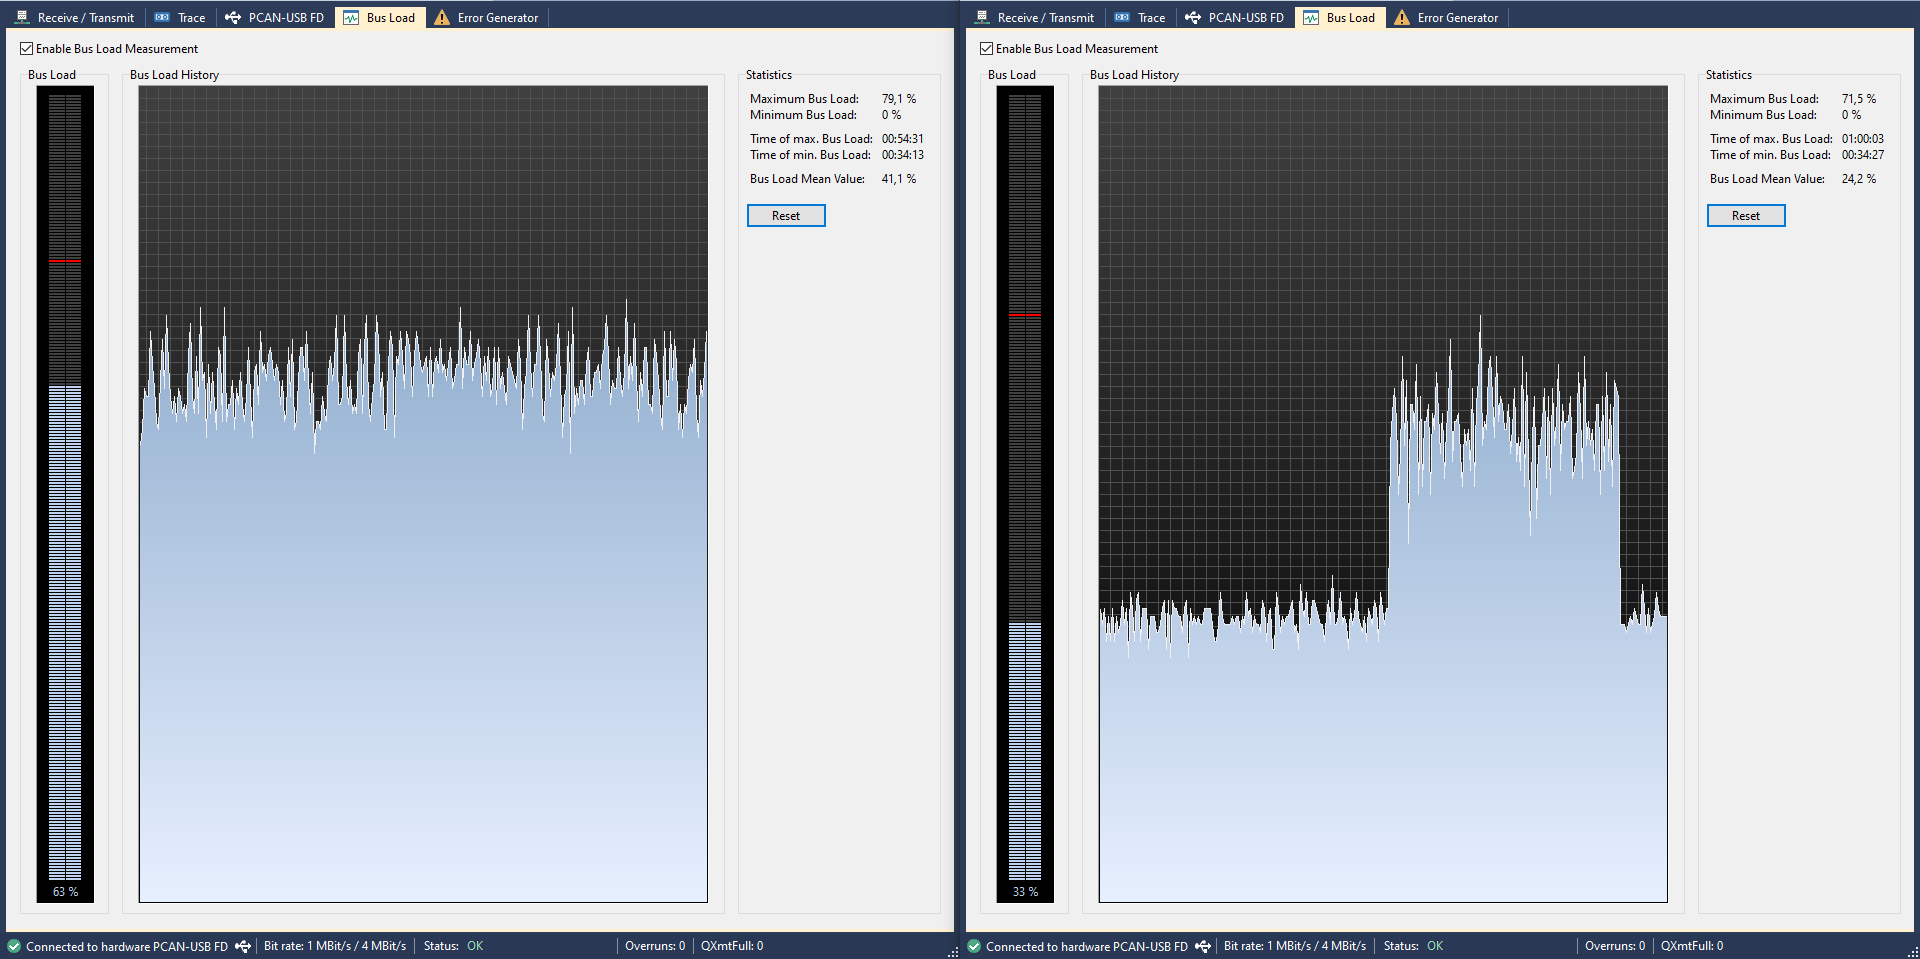 Receive / Transmit Trace PCAN-USB FD Bus Load Error Generator
Enable Bus Load Measurement
Bus Load
63 %
Bus Load History
Statistics
Maximum Bus Load: 79,1 %
Minimum Bus Load: 0 %
Time of max. Bus Load: 00:54:31
Time of min. Bus Load: 00:34:13
Bus Load Mean Value: 41,1 %
Reset
Connected to hardware PCAN-USB FD Bit rate: 1 MBit/s / 4 MBit/s Status: OK Overruns: 0 QXmtFull: 0
Receive / Transmit Trace PCAN-USB FD Bus Load Error Generator
Enable Bus Load Measurement
Bus Load
33 %
Bus Load History
Statistics
Maximum Bus Load: 71,5 %
Minimum Bus Load: 0 %
Time of max. Bus Load: 01:00:03
Time of min. Bus Load: 00:34:27
Bus Load Mean Value: 24,2 %
Reset
Connected to hardware PCAN-USB FD Bit rate: 1 MBit/s / 4 MBit/s Status: OK Overruns: 0 QXmtFull: 0